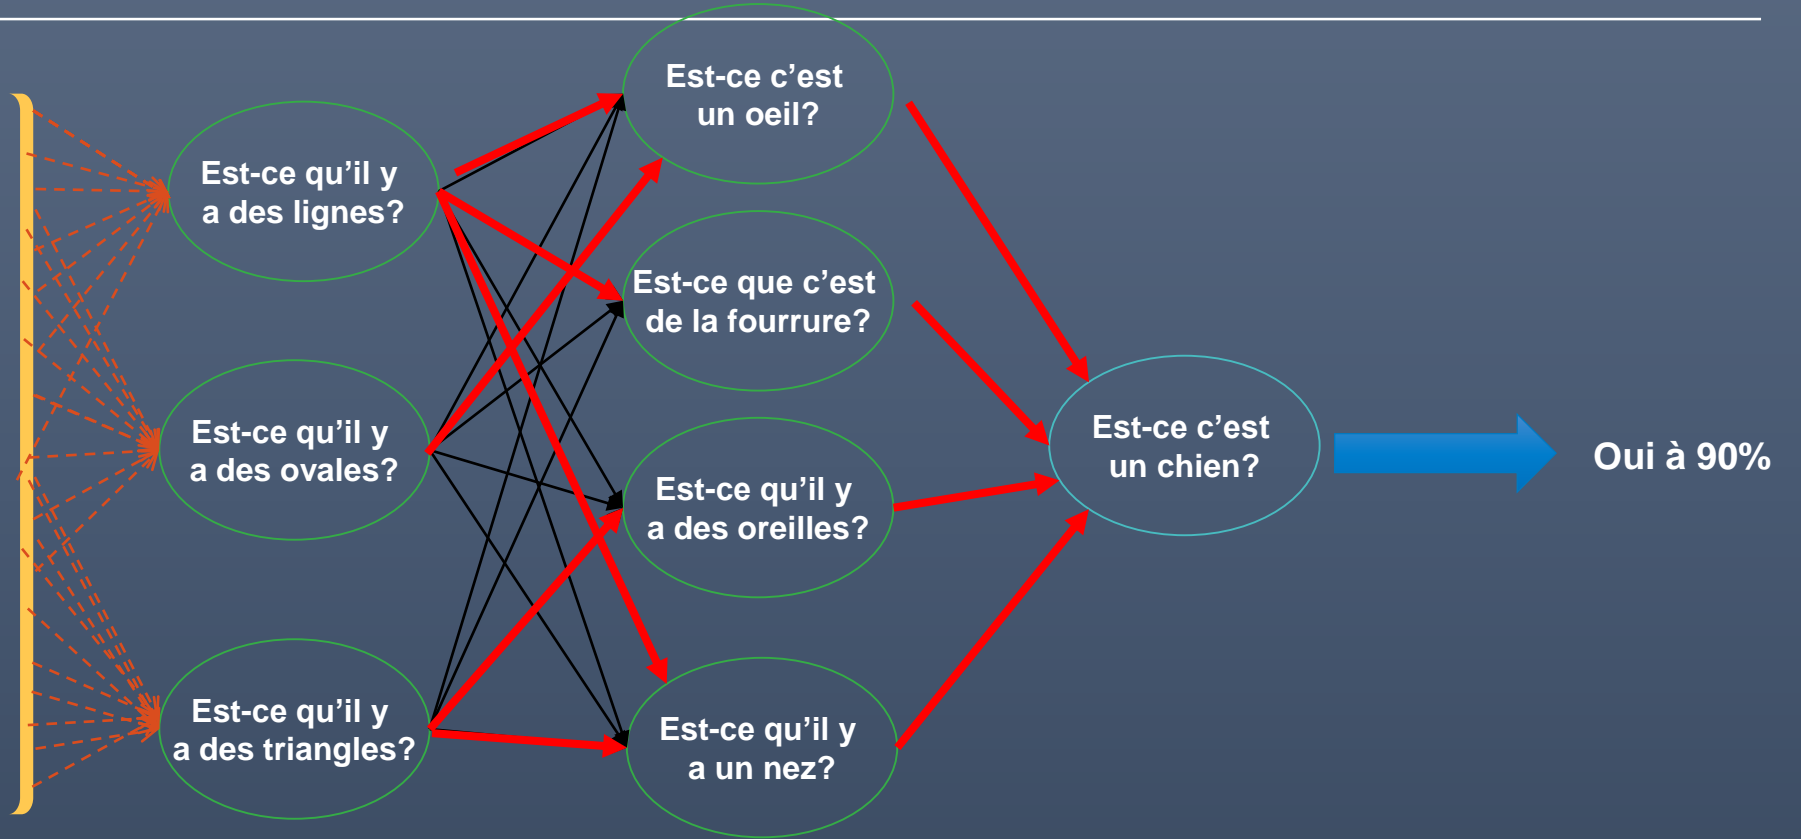 Est-ce qu’il y
a des lignes?
Est-ce qu’il y
a des ovales?
Est-ce qu’il y
a des triangles?
Est-ce c’est
un oeil?
Est-ce que c’est
de la fourrure?
Est-ce qu’il y
a des oreilles?
Est-ce qu’il y
a un nez?
Est-ce c’est
un chien?
Oui à 90%